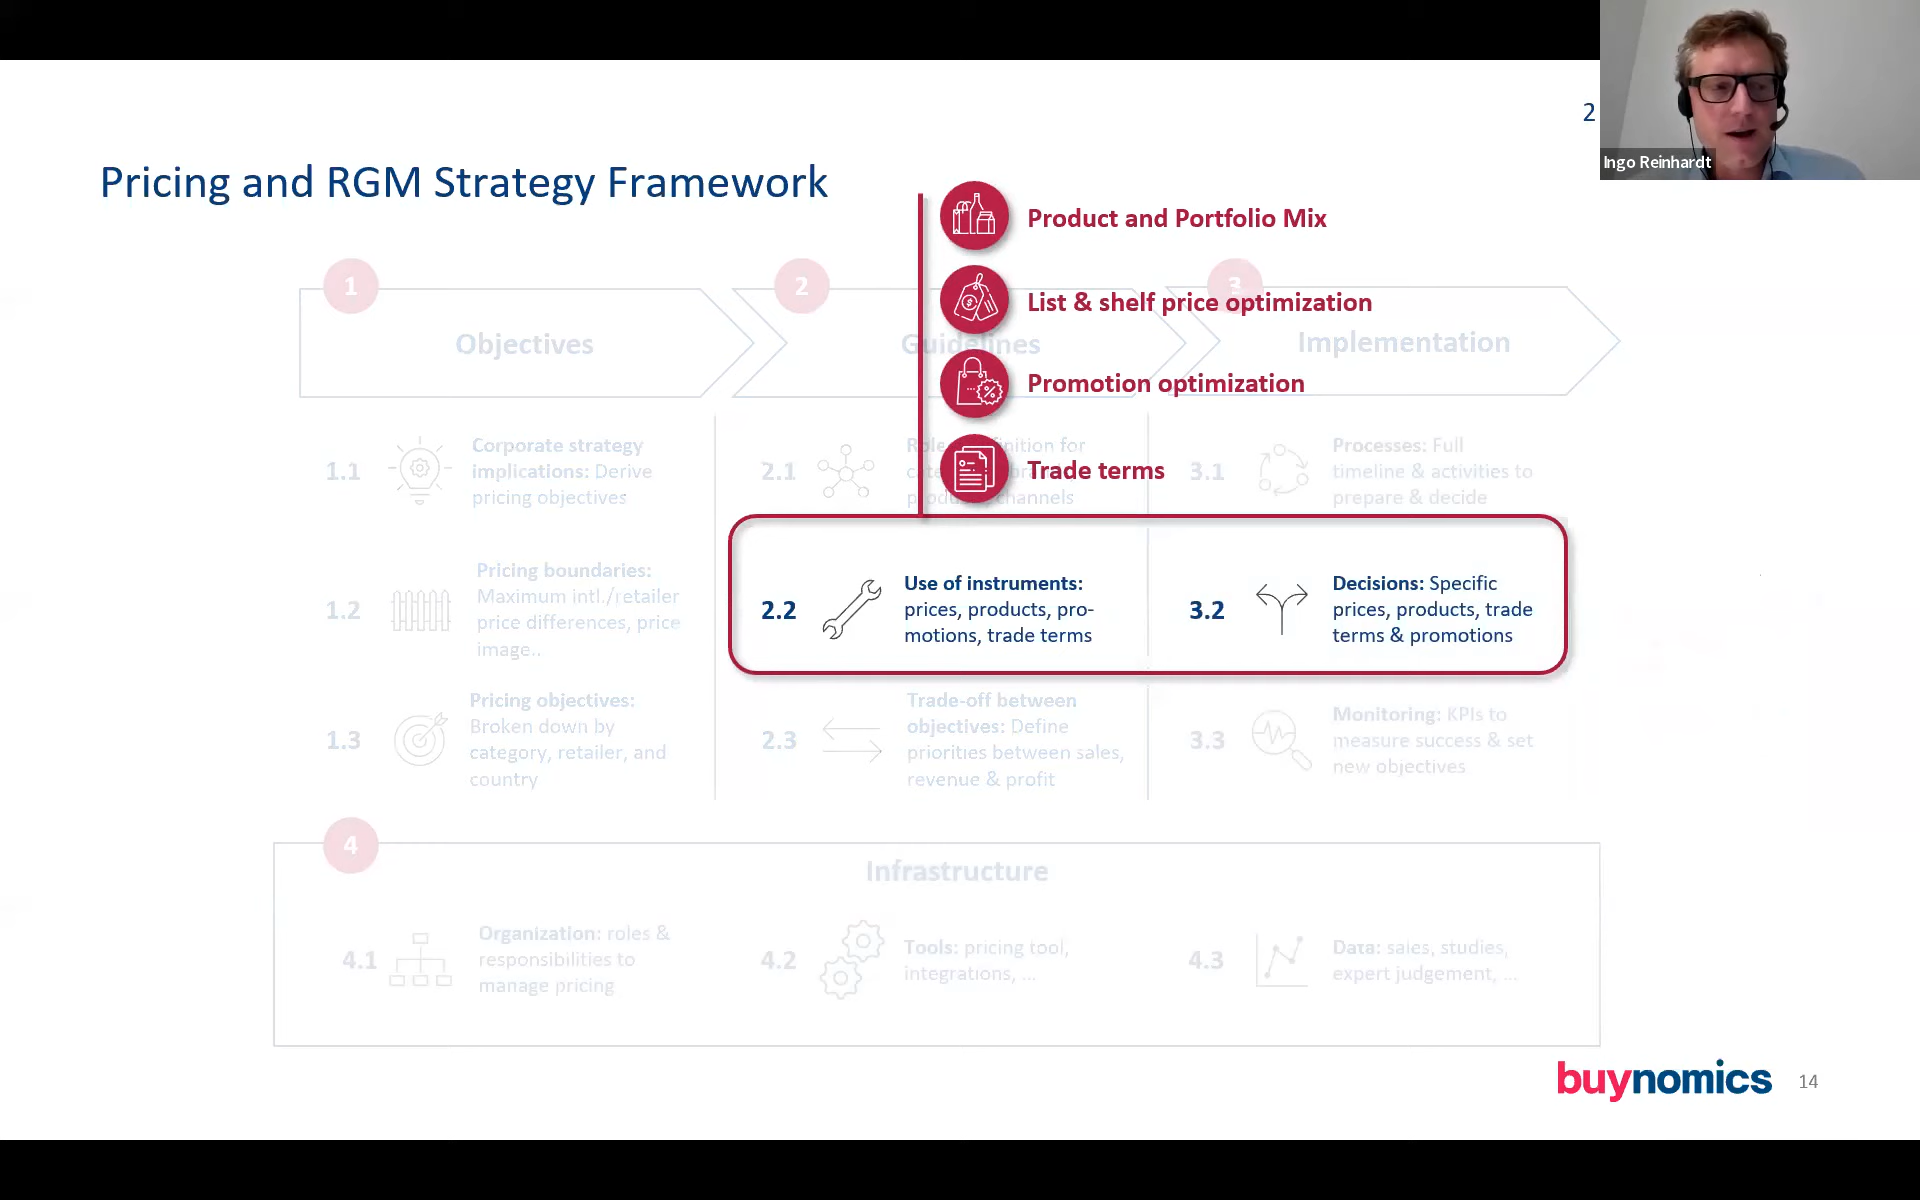 2
Ingo Reinhardt
Pricing and RGM Strategy Framework
Product and Portfolio Mix
List & shelf price optimization
Promotion optimization
Trade terms
1
Objectives
2
Guidelines
3
Implementation
1.1
Corporate strategy
implications: Derive
pricing objectives
1.2
Pricing boundaries:
Maximum intl./retailer
price differences, price
image..
1.3
Pricing objectives:
Broken down by
category, retailer, and
country
2.1
for
channels
2.2
Use of instruments:
prices, products, pro-
motions, trade terms
2.3
Trade-off between
objectives: Define
priorities between sales,
revenue & profit
3.1
Processes: Full
timeline & activities to
prepare & decide
3.2
Decisions: Specific
prices, products, trade
terms & promotions
3.3
Monitoring: KPIs to
measure success & set
new objectives
4
Infrastructure
4.1
Organization: roles &
responsibilities to
manage pricing
4.2
Tools: pricing tool,
integrations, ...
4.3
Data: sales, studies,
expert judgement, ...
buynomics
14